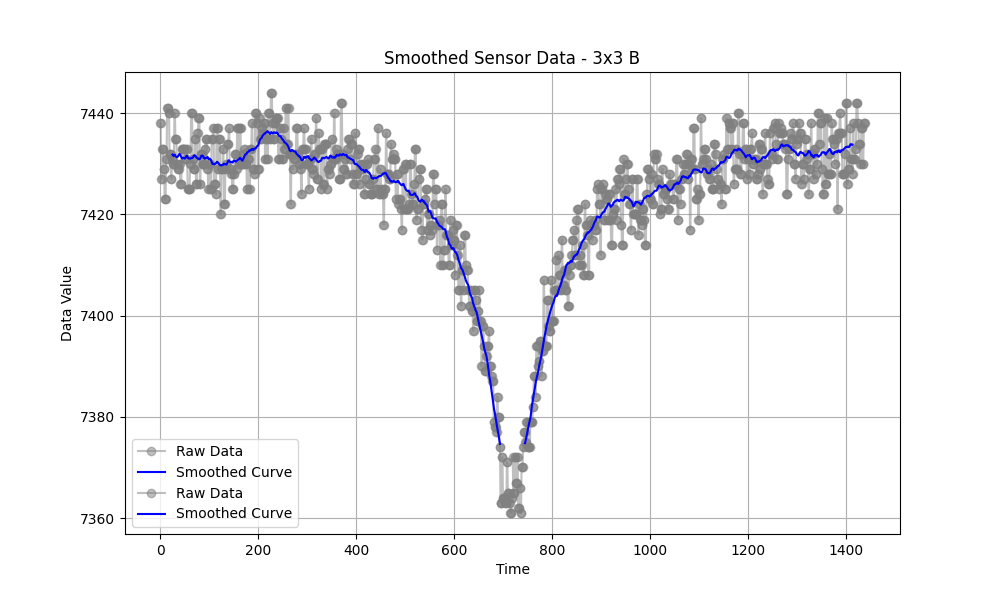 Smoothed Sensor Data - 3x3 B
Data Value
7440
7420
7400
7380
7360
Raw Data
Smoothed Curve
Raw Data
Smoothed Curve
0 200 400 600 800 1000 1200 1400
Time